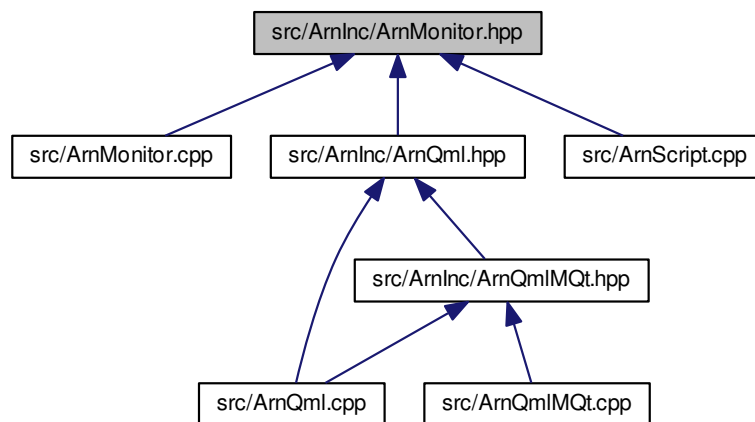 src/ArnInc/ArnMonitor.hpp
src/ArnMonitor.cpp
src/ArnInc/ArnQml.hpp
src/ArnScript.cpp
src/ArnInc/ArnQmlMQt.hpp
src/ArnQml.cpp
src/ArnQmlMQt.cpp